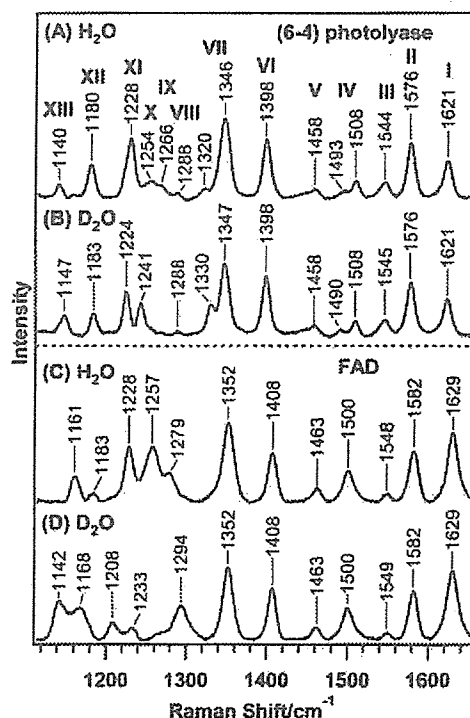 (A) H₂O (6-4) photolyase
XIII XII XI X IX VIII VII VI V IV III II I
1140 1180 1228 1254 1266 1288 1320 1346 1398 1458 1493 1508 1544 1576 1621
(B) D₂O
1147 1183 1224 1241 1288 1330 1347 1398 1458 1490 1508 1545 1576 1621
(C) H₂O FAD
1161 1183 1228 1257 1279 1352 1408 1463 1500 1548 1582 1629
(D) D₂O
1142 1168 1208 1233 1294 1352 1408 1463 1500 1549 1582 1629
Intensity
1200 1300 1400 1500 1600
Raman Shift/cm⁻¹